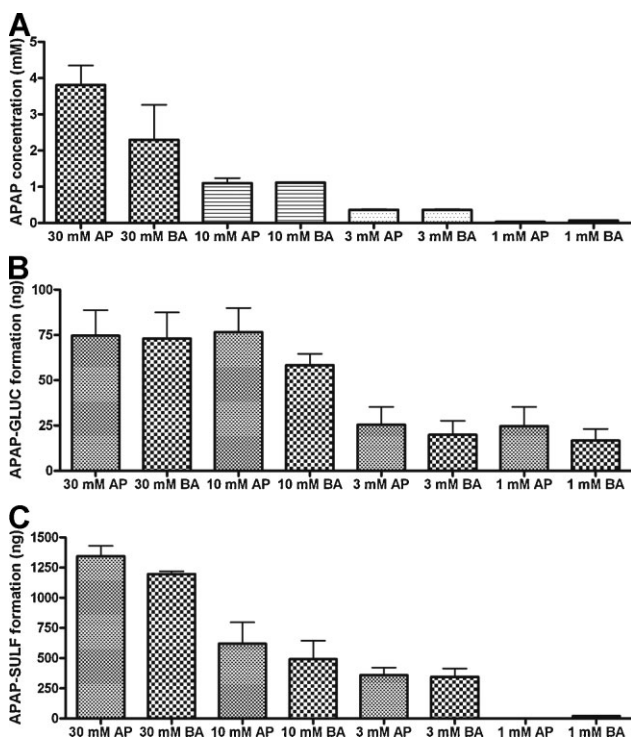 A
APAP concentration (mM)
5
4
3
2
1
0
30 mM AP 30 mM BA 10 mM AP 10 mM BA 3 mM AP 3 mM BA 1 mM AP 1 mM BA
B
APAP-GLUC formation (ng)
100
75
50
25
0
30 mM AP 30 mM BA 10 mM AP 10 mM BA 3 mM AP 3 mM BA 1 mM AP 1 mM BA
C
APAP-SULF formation (ng)
1500
1250
1000
750
500
250
0
30 mM AP 30 mM BA 10 mM AP 10 mM BA 3 mM AP 3 mM BA 1 mM AP 1 mM BA